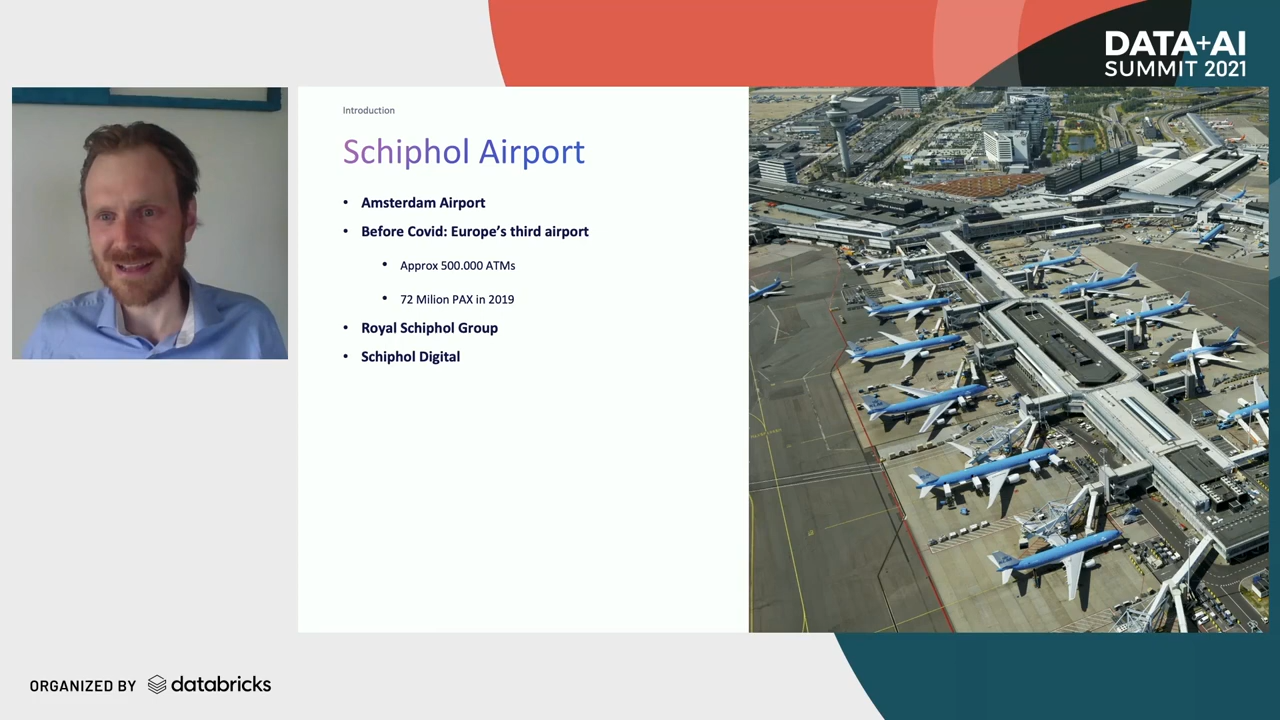 DATA+AI
SUMMIT 2021
Introduction
Schiphol Airport
• Amsterdam Airport
• Before Covid: Europe's third airport
• Approx 500.000 ATMs
• 72 Milion PAX in 2019
• Royal Schiphol Group
• Schiphol Digital
ORGANIZED BY databricks